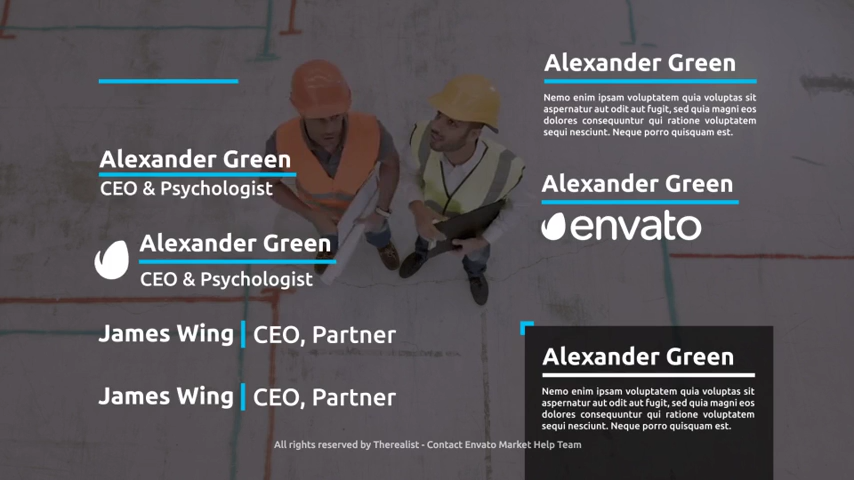 Alexander Green
CEO & Psychologist
Alexander Green
CEO & Psychologist
James Wing | CEO, Partner
James Wing | CEO, Partner
Alexander Green
Nemo enim ipsam voluptatem quia voluptas sit
aspernatur aut odit aut fugit, sed quia magni eos
dolores consequuntur qui ratione voluptatem
sequi nesciunt. Neque porro quisquam est.
Alexander Green
envato
Alexander Green
Nemo enim ipsam voluptatem quia voluptas sit
aspernatur aut odit aut fugit, sed quia magni eos
dolores consequuntur qui ratione voluptatem
sequi nesciunt. Neque porro quisquam est.
All rights reserved by Therealist - Contact Envato Market Help Team